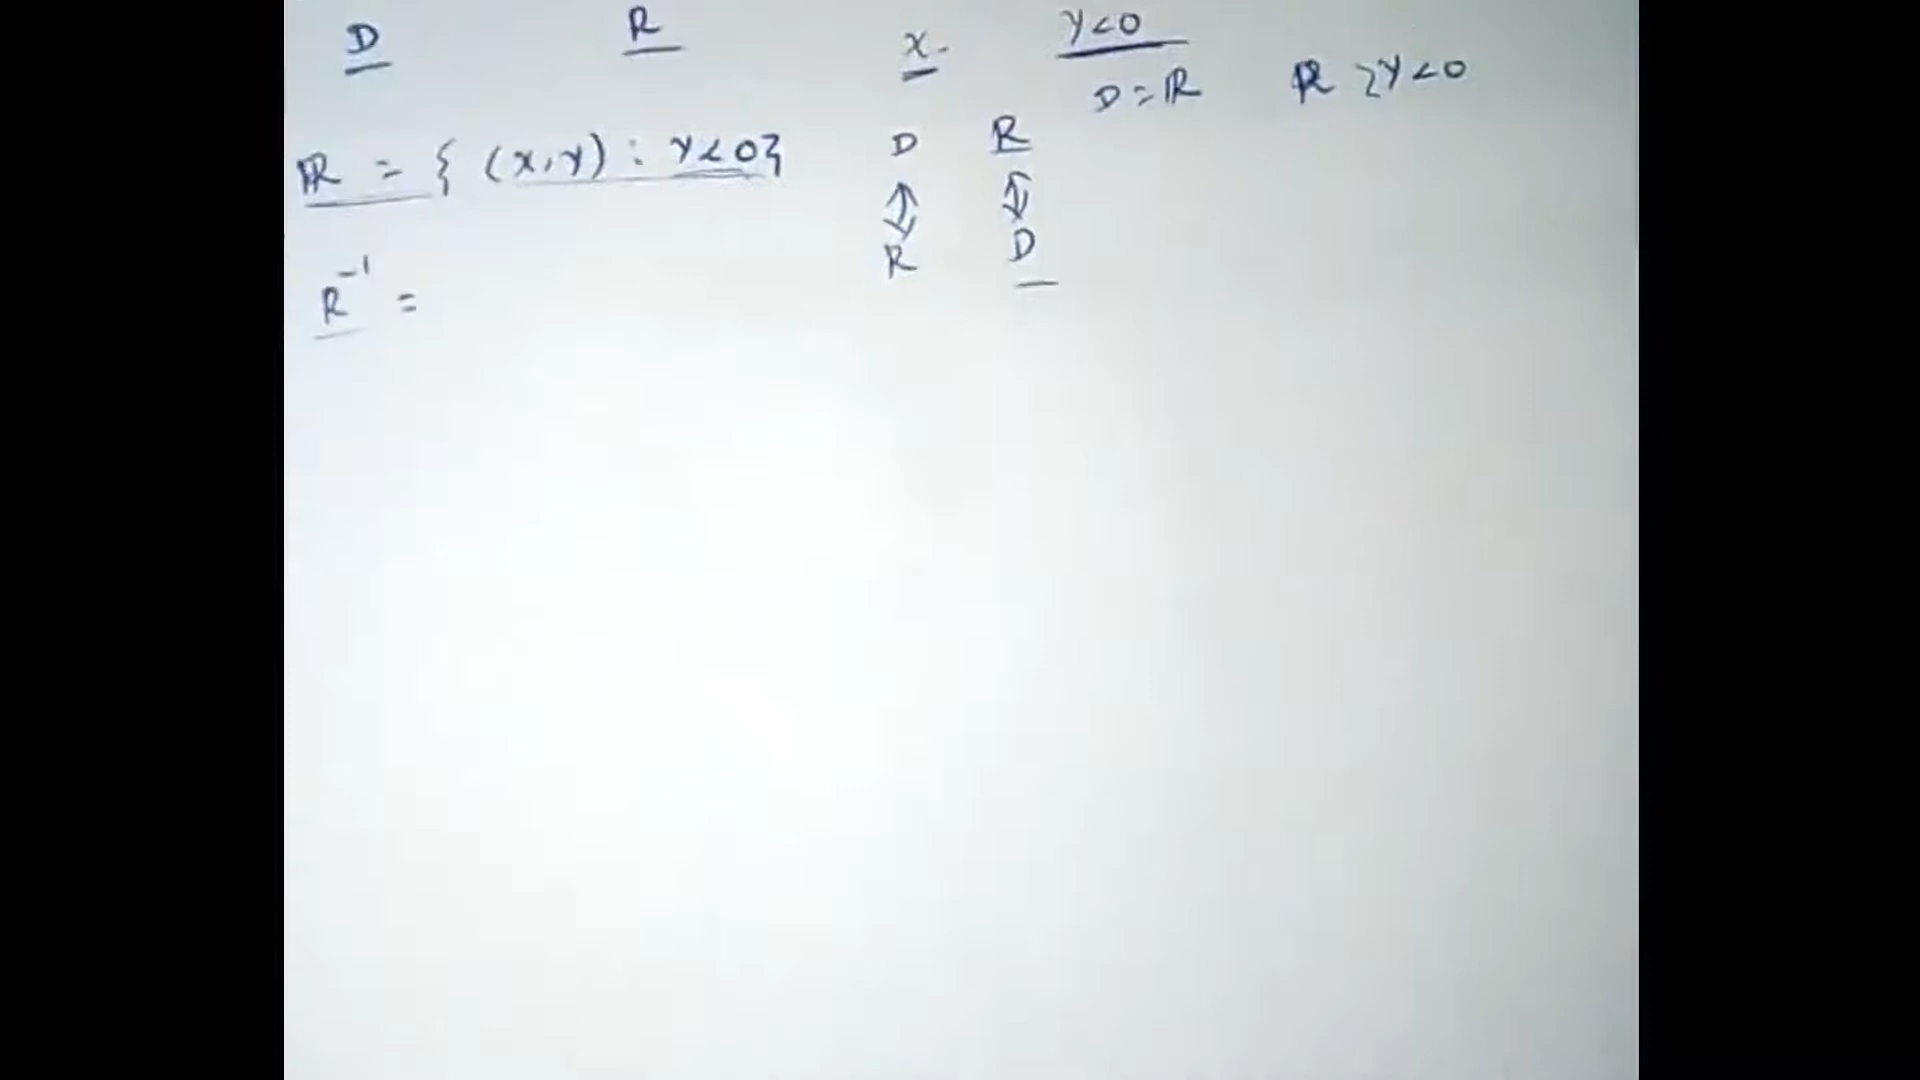 D R x. y<0
D = ℝ R y<0
ℝ = { (x,y) : y<0} D R
⇕ ⇕
R D
R⁻¹ =